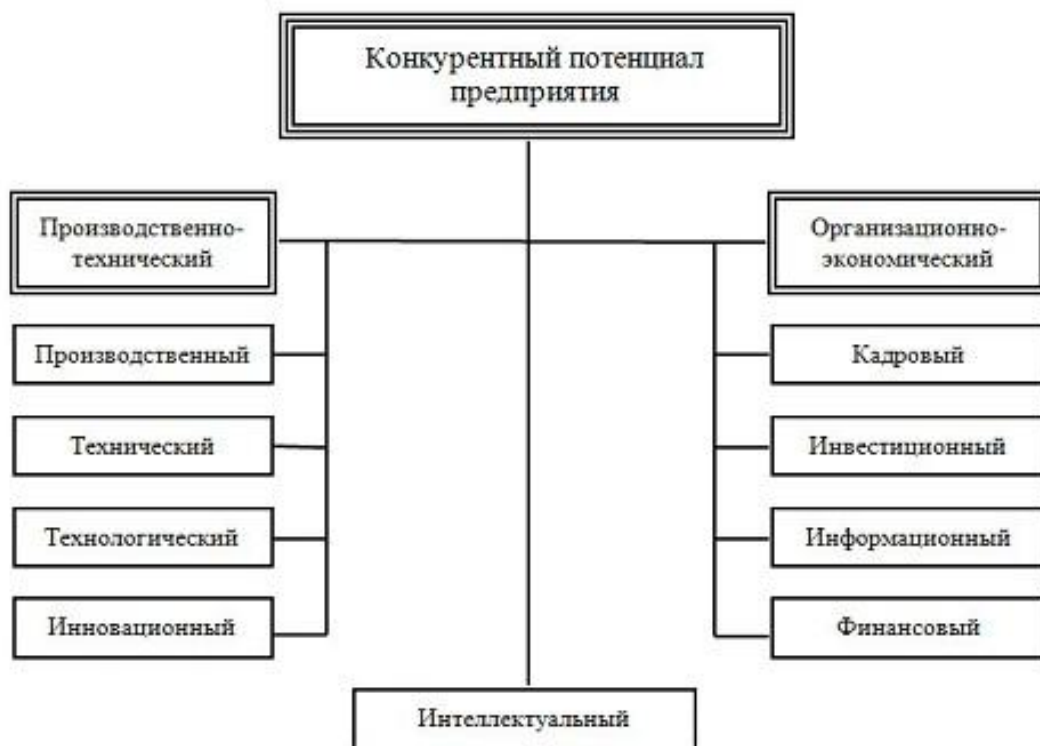 Конкурентный потенциал
предприятия
Производственно-
технический
Организационно-
экономический
Производственный
Кадровый
Технический
Инвестиционный
Технологический
Информационный
Инновационный
Финансовый
Интеллектуальный